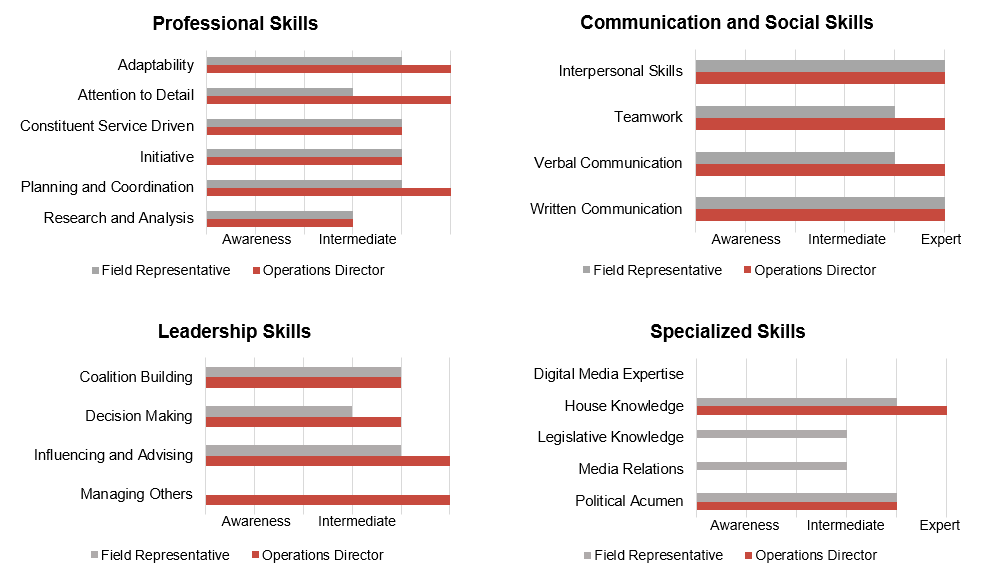 Professional Skills
Adaptability
Attention to Detail
Constituent Service Driven
Initiative
Planning and Coordination
Research and Analysis
Awareness Intermediate
Field Representative Operations Director
Communication and Social Skills
Interpersonal Skills
Teamwork
Verbal Communication
Written Communication
Awareness Intermediate Expert
Field Representative Operations Director
Leadership Skills
Coalition Building
Decision Making
Influencing and Advising
Managing Others
Awareness Intermediate
Field Representative Operations Director
Specialized Skills
Digital Media Expertise
House Knowledge
Legislative Knowledge
Media Relations
Political Acumen
Awareness Intermediate Expert
Field Representative Operations Director